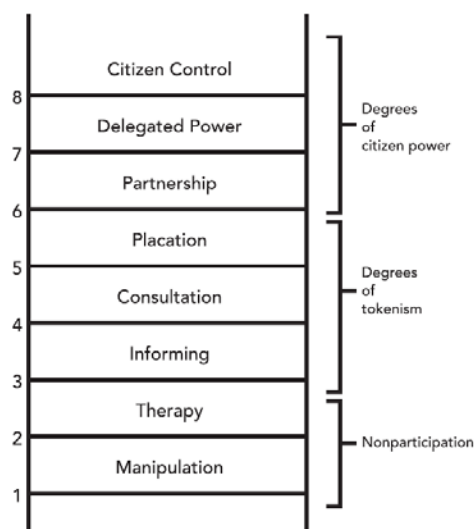 Citizen Control
8
Delegated Power
7
Partnership
6
Placation
5
Consultation
4
Informing
3
Therapy
2
Manipulation
1
Degrees
of
citizen power
Degrees
of
tokenism
Nonparticipation